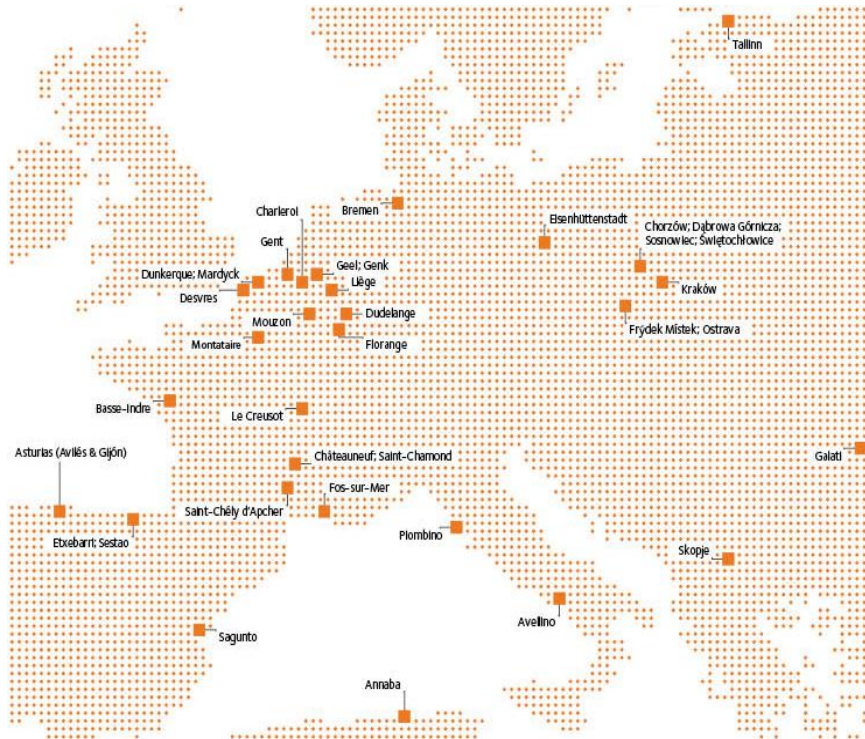 Tallinn
Charleroi
Bremen
Eisenhüttenstadt
Chorzów; Dąbrowa Górnicza;
Sosnowiec; Świętochłowice
Gent
Dunkerque; Mardyck
Geel; Genk
Desvres
Liège
Kraków
Mouzon
Dudelange
Frýdek Místek; Ostrava
Montataire
Florange
Basse-Indre
Le Creusot
Asturias (Avilés & Gijón)
Châteauneuf; Saint-Chamond
Galati
Fos-sur-Mer
Saint-Chély d'Apcher
Piombino
Etxebarri; Sestao
Skopje
Avellino
Sagunto
Annaba